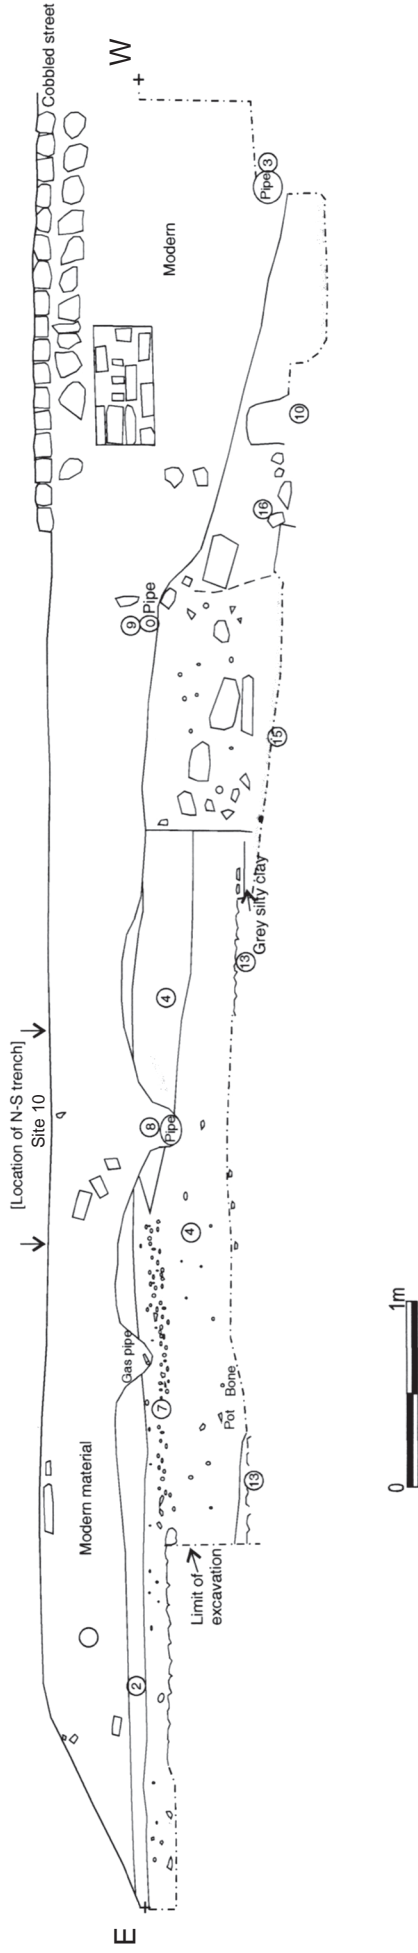 [Location of N-S trench]
Site 10
Cobbled street
E
W
Modern material
Modern
2
Gas pipe
7
8
Pipe
4
4
9
Pipe
Pipe
3
Limit of
excavation
Pot
Bone
13
13
Grey silty clay
15
16
10
0
1m